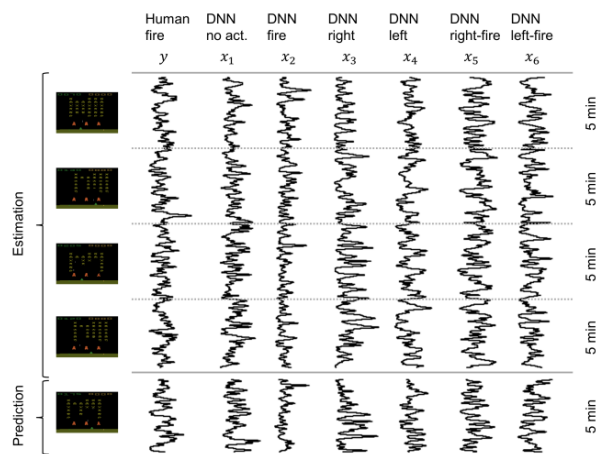 Human DNN DNN DNN DNN DNN DNN
fire no act. fire right left right-fire left-fire
y x₁ x₂ x₃ x₄ x₅ x₆
Estimation
5 min
5 min
5 min
5 min
Prediction
5 min